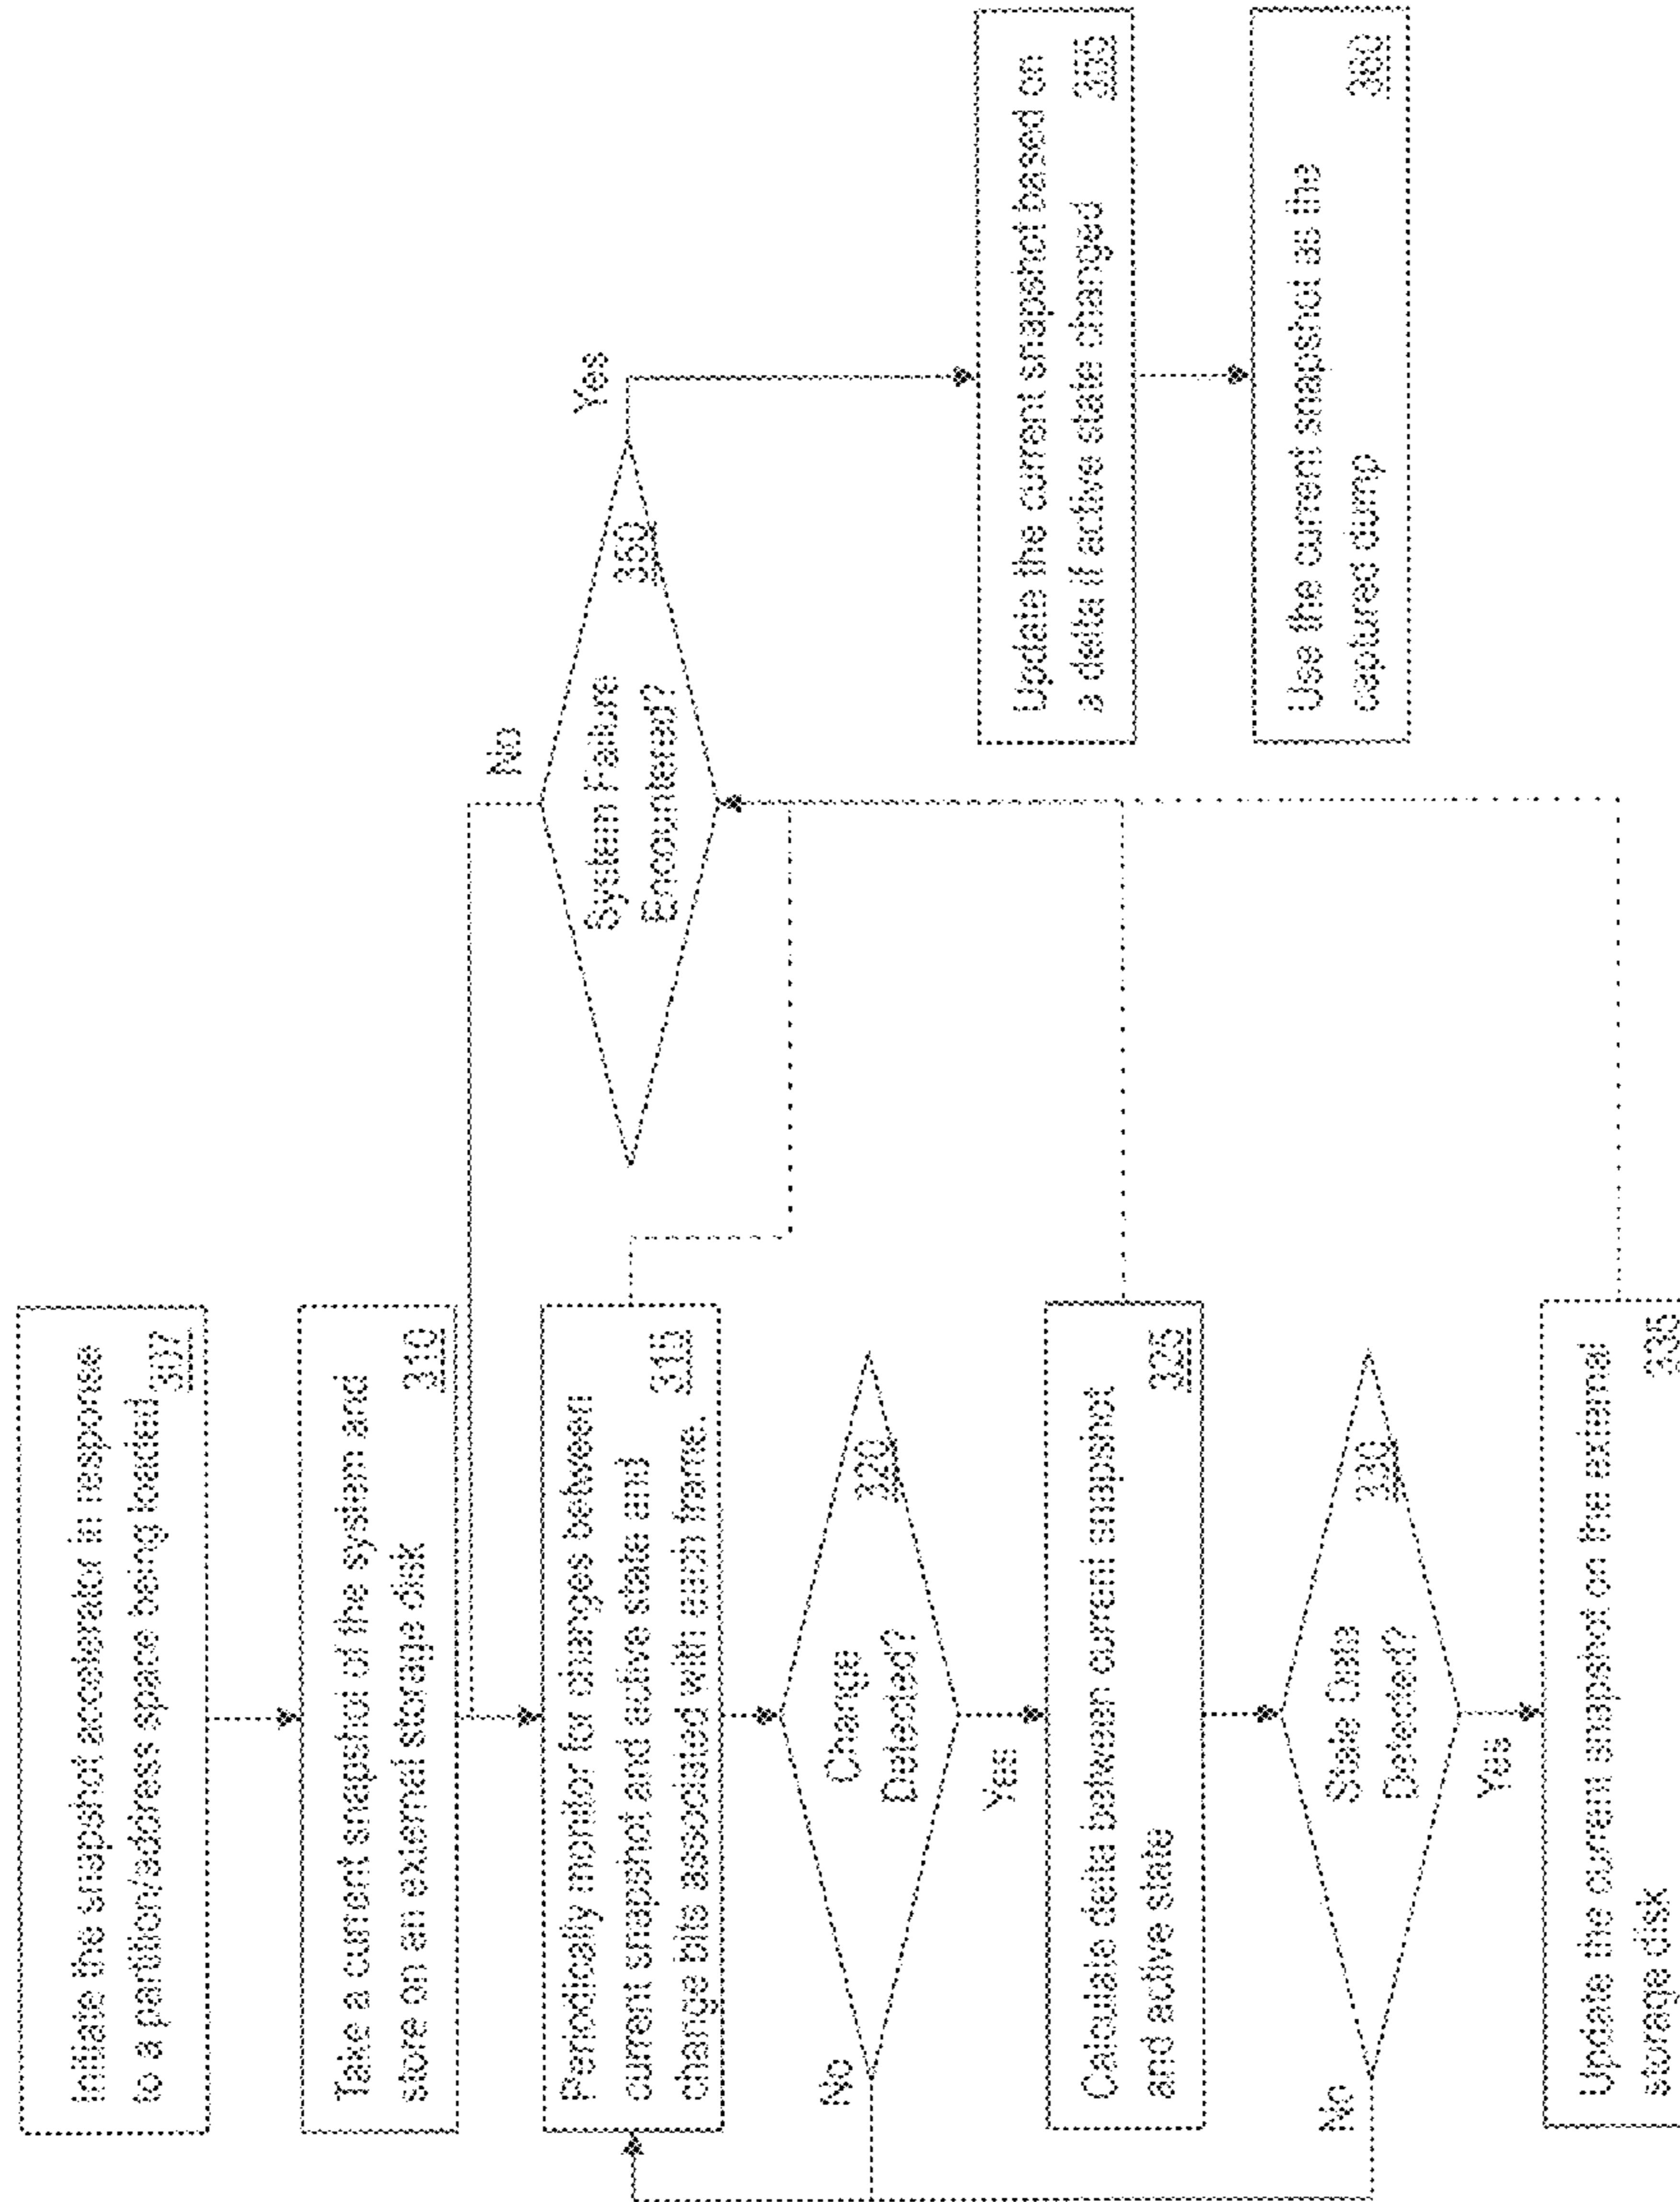 Initiate the snapshot accelerator in response
to a partition/address space being loaded 307
Take a current snapshot of the system and 310
store on an external storage disk
Periodically monitor for changes between
current snapshot and active state and 315
change bits associated with each frame.
Change 320
Detected?
No
Yes
Calculate delta between current snapshot 325
and active state
State Data 330
Detected?
No
Yes
Update the current snapshot on the external
storage disk 335
System Failure 350
Encountered?
No
Yes
Update the current snapshot based on
a delta if active state changed 355
Use the current snapshot as the
captured dump 360